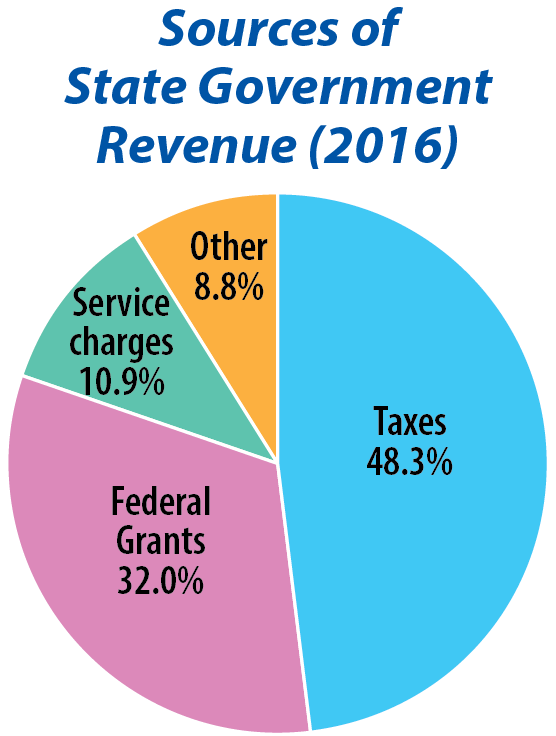 Sources of
State Government
Revenue (2016)
Other
8.8%
Service
charges
10.9%
Taxes
48.3%
Federal
Grants
32.0%